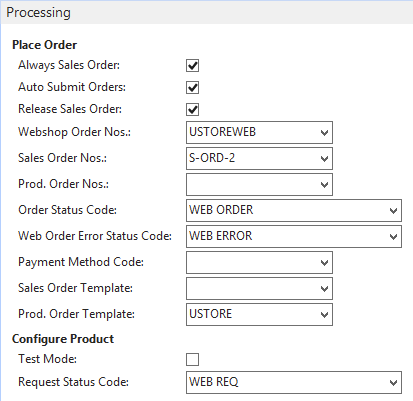 Processing
Place Order
Always Sales Order:
Auto Submit Orders:
Release Sales Order:
Webshop Order Nos.: USTOREWEB
Sales Order Nos.: S-ORD-2
Prod. Order Nos.:
Order Status Code: WEB ORDER
Web Order Error Status Code: WEB ERROR
Payment Method Code:
Sales Order Template:
Prod. Order Template: USTORE
Configure Product
Test Mode:
Request Status Code: WEB REQ